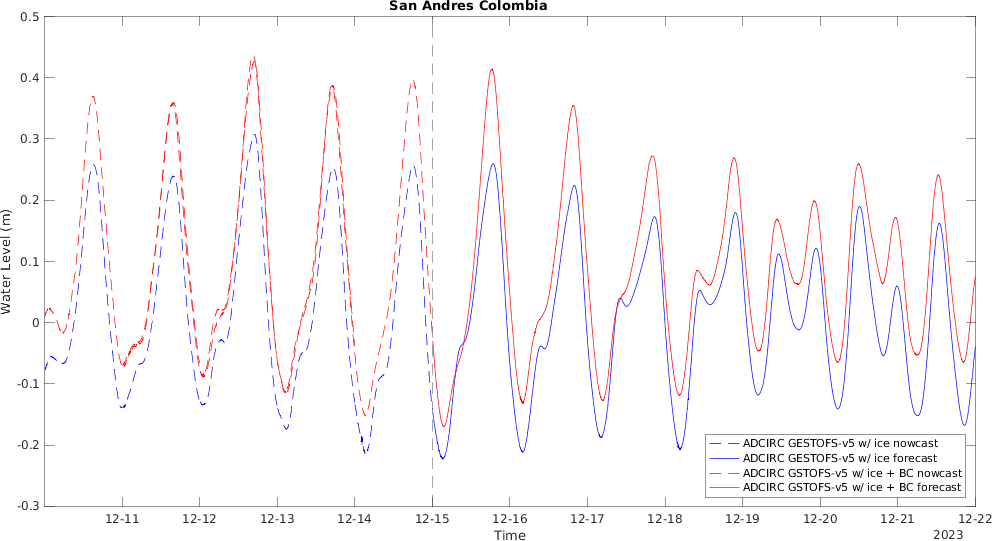 San Andres Colombia
0.5
0.4
0.3
0.2
0.1
0
-0.1
-0.2
-0.3
Water Level (m)
ADCIRC GESTOFS-v5 w/ ice nowcast
ADCIRC GESTOFS-v5 w/ ice forecast
ADCIRC GSTOFS-v5 w/ ice + BC nowcast
ADCIRC GSTOFS-v5 w/ ice + BC forecast
12-11 12-12 12-13 12-14 12-15 12-16 12-17 12-18 12-19 12-20 12-21 12-22
Time
2023